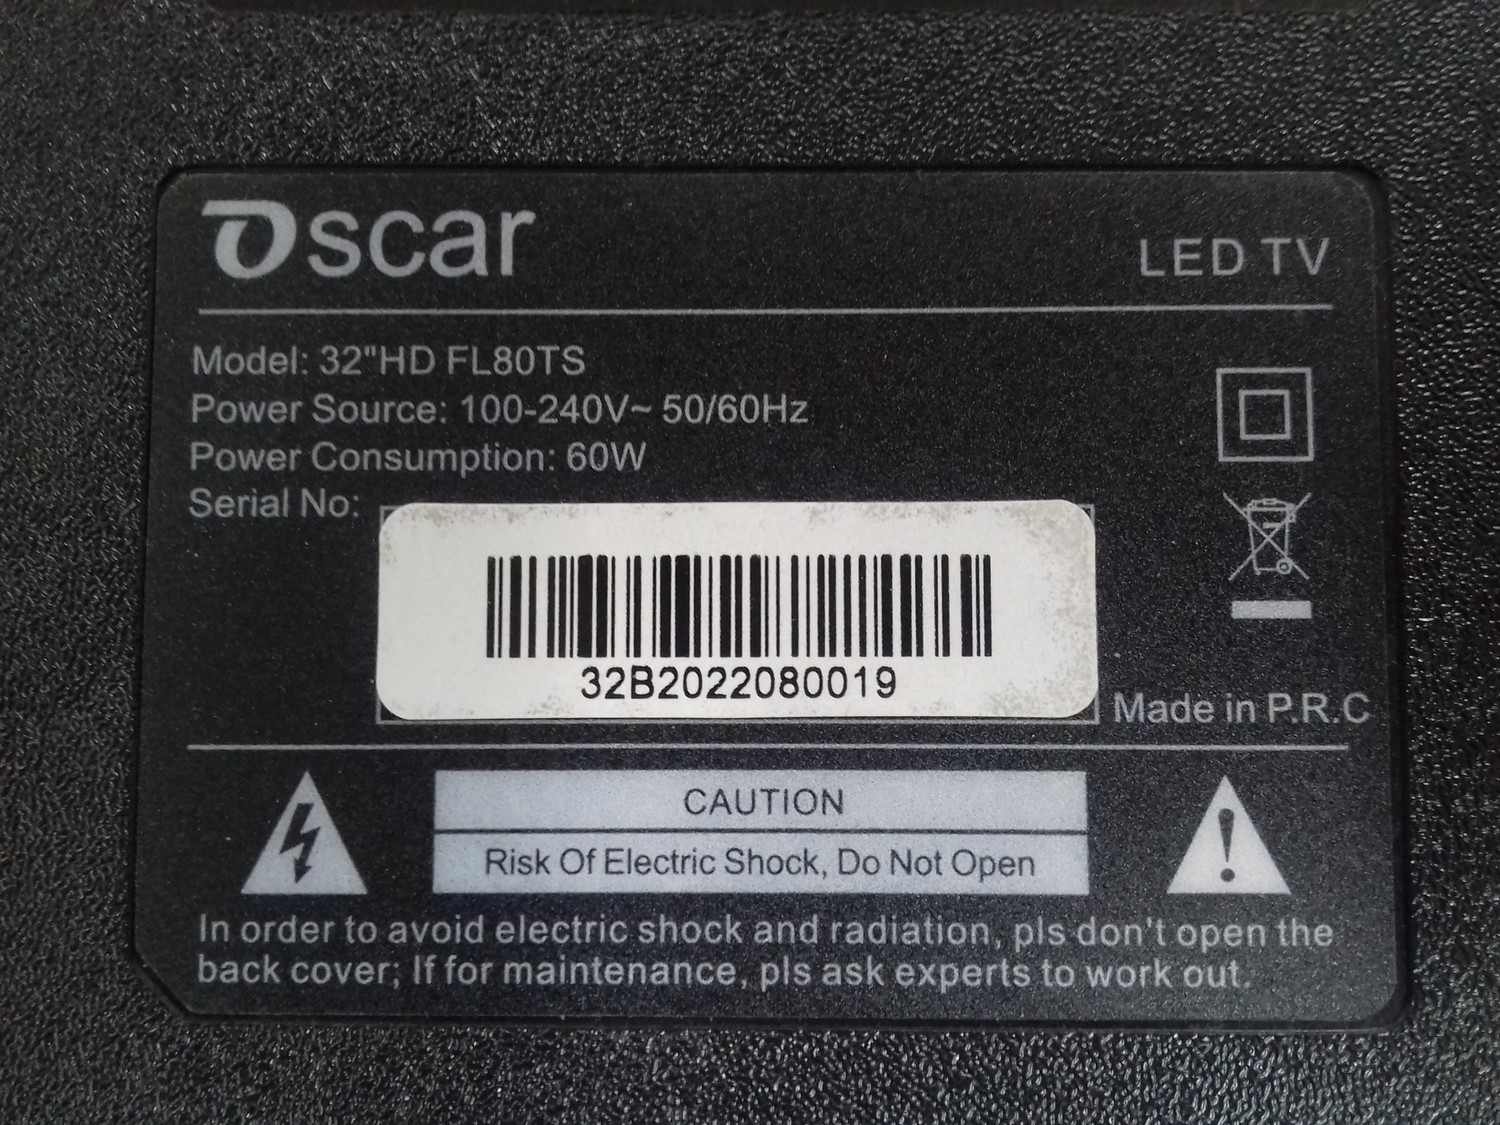 Oscar
LED TV
Model: 32"HD FL80TS
Power Source: 100-240V~ 50/60Hz
Power Consumption: 60W
Serial No:
32B2022080019
Made in P.R.C
CAUTION
Risk Of Electric Shock, Do Not Open
In order to avoid electric shock and radiation, pls don't open the
back cover; If for maintenance, pls ask experts to work out.